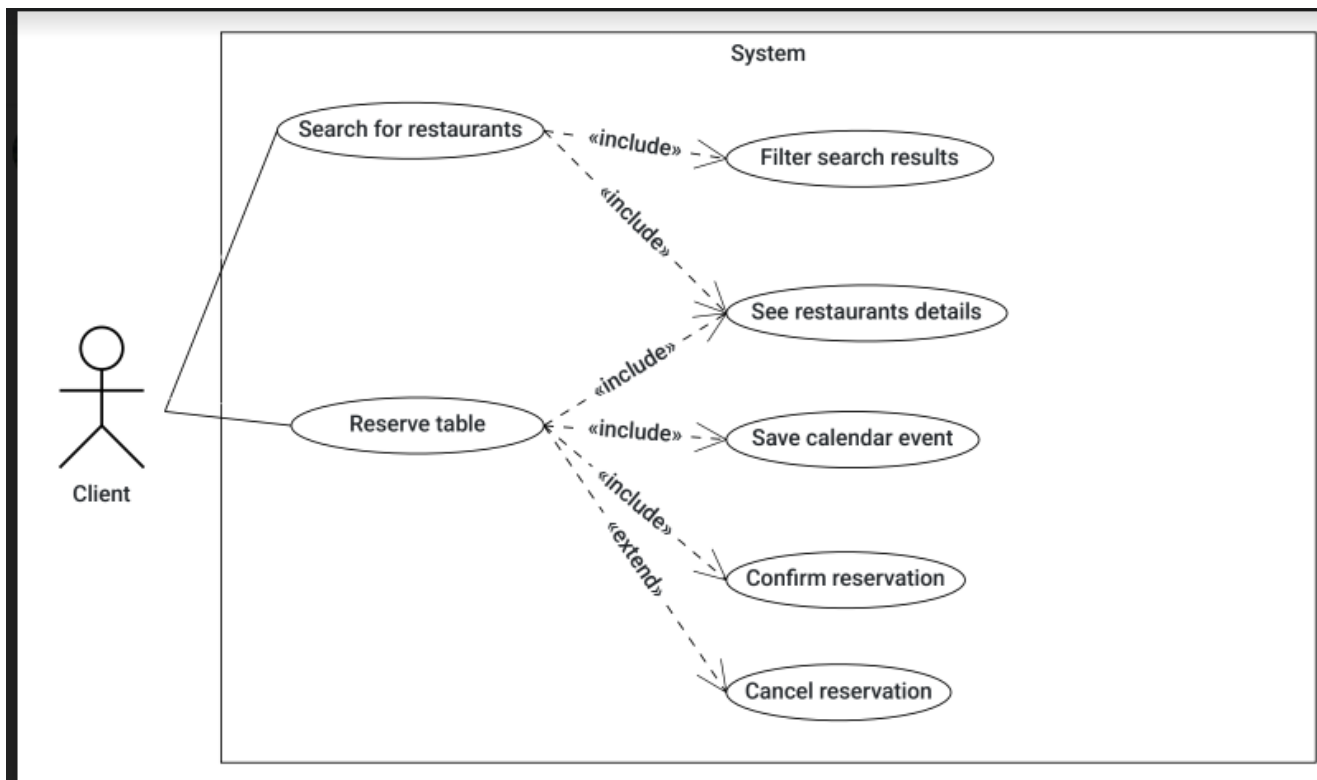 System
Search for restaurants
«include»
Filter search results
«include»
See restaurants details
«include»
Reserve table
«include»
Save calendar event
«include»
Confirm reservation
«extend»
Cancel reservation
Client